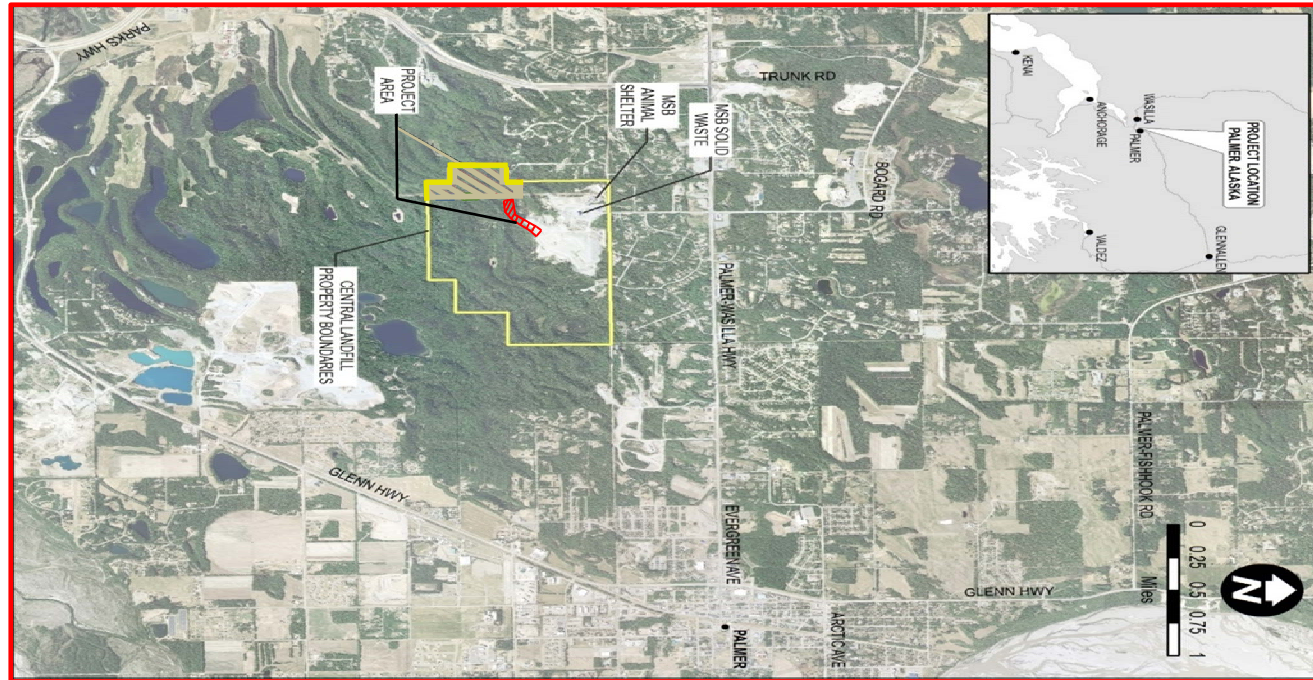 PARKS HWY
TRUNK RD
PROJECT
AREA
MSB
ANIMAL
SHELTER
MSB SOLID
WASTE
BOGARD RD
PALMER-WASILLA HWY
CENTRAL LANDFILL
PROPERTY BOUNDARIES
GLENN HWY
EVERGREEN AVE
ARCTIC AVE
PALMER
GLENN HWY
PALMER-FISHHOOK RD
KENAI
ANCHORAGE
WASILLA
PALMER
VALDEZ
GLENNALLEN
PROJECT LOCATION
PALMER ALASKA
0 0.25 0.5 0.75 1
Miles
N